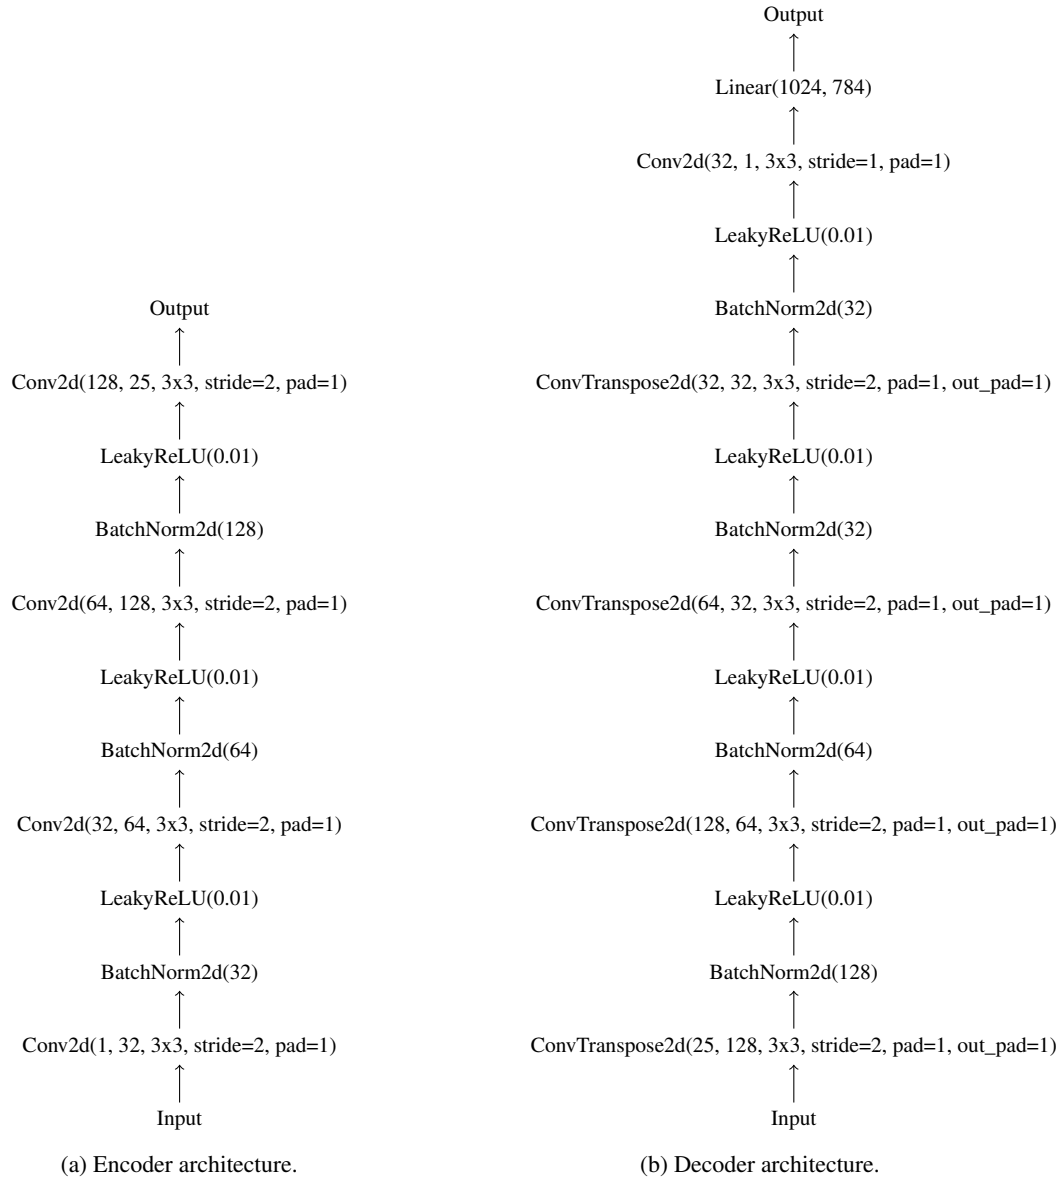 Output
Conv2d(128, 25, 3x3, stride=2, pad=1)
LeakyReLU(0.01)
BatchNorm2d(128)
Conv2d(64, 128, 3x3, stride=2, pad=1)
LeakyReLU(0.01)
BatchNorm2d(64)
Conv2d(32, 64, 3x3, stride=2, pad=1)
LeakyReLU(0.01)
BatchNorm2d(32)
Conv2d(1, 32, 3x3, stride=2, pad=1)
Input
(a) Encoder architecture.
Output
Linear(1024, 784)
Conv2d(32, 1, 3x3, stride=1, pad=1)
LeakyReLU(0.01)
BatchNorm2d(32)
ConvTranspose2d(32, 32, 3x3, stride=2, pad=1, out_pad=1)
LeakyReLU(0.01)
BatchNorm2d(32)
ConvTranspose2d(64, 32, 3x3, stride=2, pad=1, out_pad=1)
LeakyReLU(0.01)
BatchNorm2d(64)
ConvTranspose2d(128, 64, 3x3, stride=2, pad=1, out_pad=1)
LeakyReLU(0.01)
BatchNorm2d(128)
ConvTranspose2d(25, 128, 3x3, stride=2, pad=1, out_pad=1)
Input
(b) Decoder architecture.